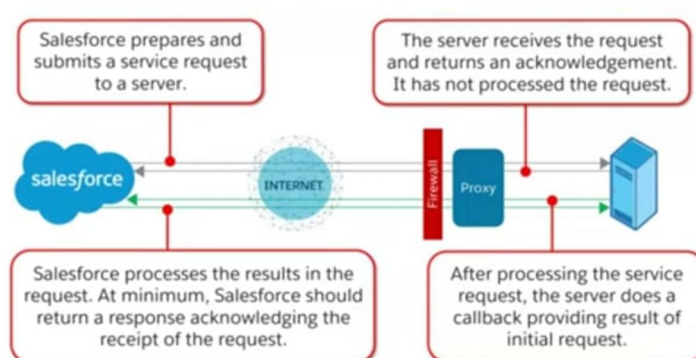 Salesforce prepares and
submits a service request
to a server.
The server receives the request
and returns an acknowledgement.
It has not processed the request.
salesforce
INTERNET
Firewall
Proxy
Salesforce processes the results in the
request. At minimum, Salesforce should
return a response acknowledging the
receipt of the request.
After processing the service
request, the server does a
callback providing result of
initial request.